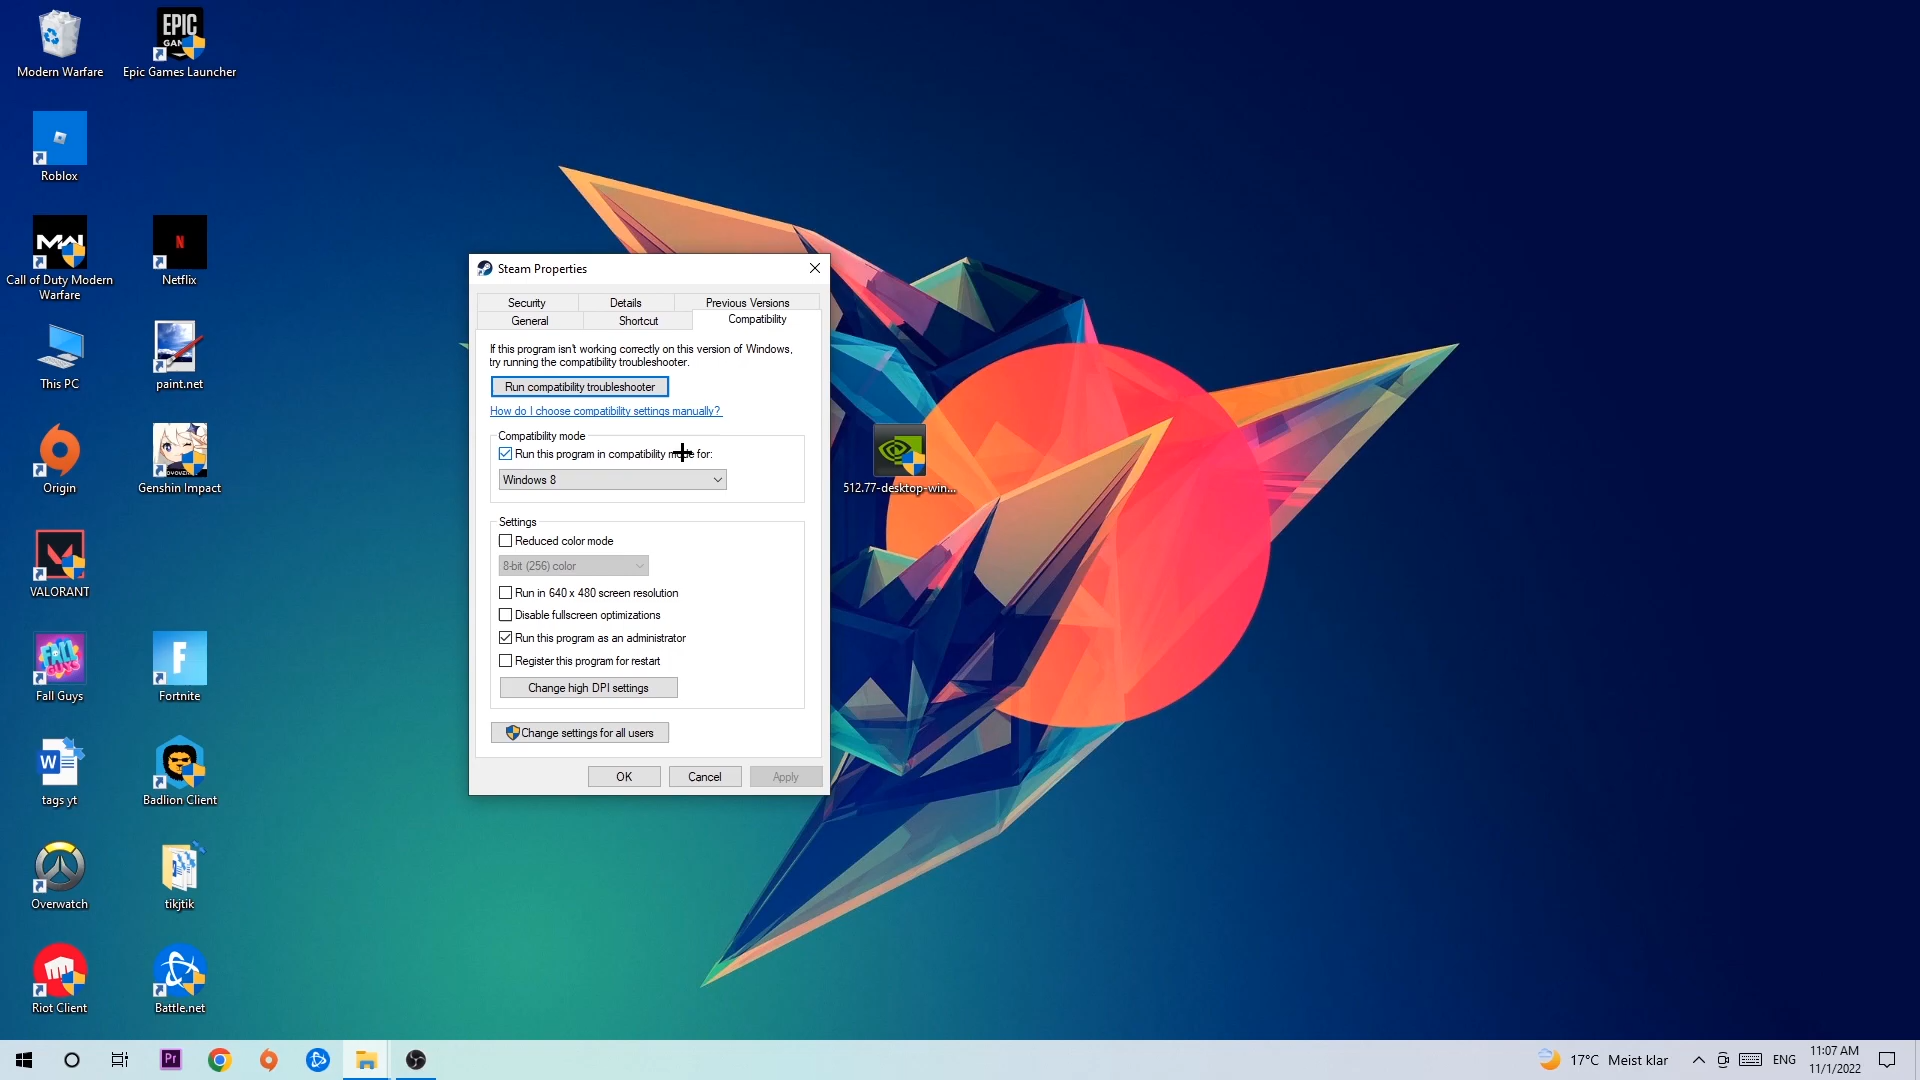 Modern Warfare
EPIC
GAMES
Epic Games Launcher
Roblox
MW
Call of Duty Modern
Warfare
N
Netflix
This PC
paint.net
Origin
Genshin Impact
VALORANT
FALL
Fall Guys
F
Fortnite
W
tags yt
Badlion Client
Overwatch
tikjtik
Riot Client
Battle.net
512.77-desktop-win...
Steam Properties
Security
Details
Previous Versions
General
Shortcut
Compatibility
If this program isn't working correctly on this version of Windows,
try running the compatibility troubleshooter.
Run compatibility troubleshooter
How do I choose compatibility settings manually?
Compatibility mode
Run this program in compatibility mode for:
Windows 8
Settings
Reduced color mode
8-bit (256) color
Run in 640 x 480 screen resolution
Disable fullscreen optimizations
Run this program as an administrator
Register this program for restart
Change high DPI settings
Change settings for all users
OK
Cancel
Apply
Pr
17°C Meist klar
ENG
11:07 AM
11/1/2022